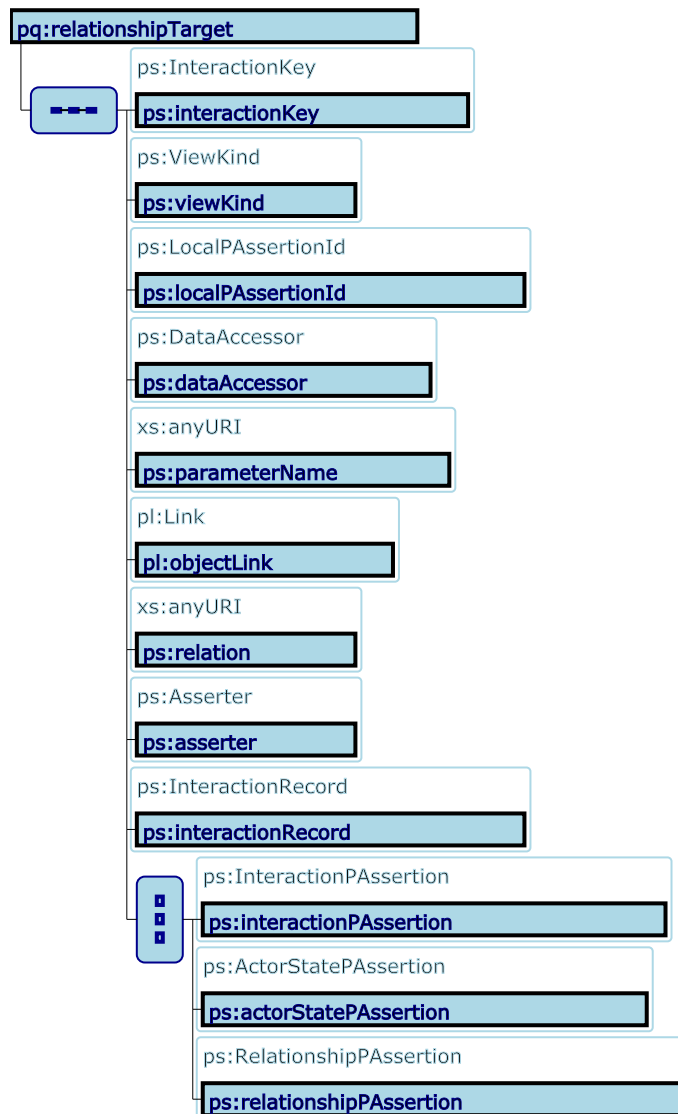 pq:relationshipTarget
ps:InteractionKey
ps:interactionKey
ps:ViewKind
ps:viewKind
ps:LocalPAssertionId
ps:localPAssertionId
ps:DataAccessor
ps:dataAccessor
xs:anyURI
ps:parameterName
pl:Link
pl:objectLink
xs:anyURI
ps:relation
ps:Asserter
ps:asserter
ps:InteractionRecord
ps:interactionRecord
ps:InteractionPAssertion
ps:interactionPAssertion
ps:ActorStatePAssertion
ps:actorStatePAssertion
ps:RelationshipPAssertion
ps:relationshipPAssertion